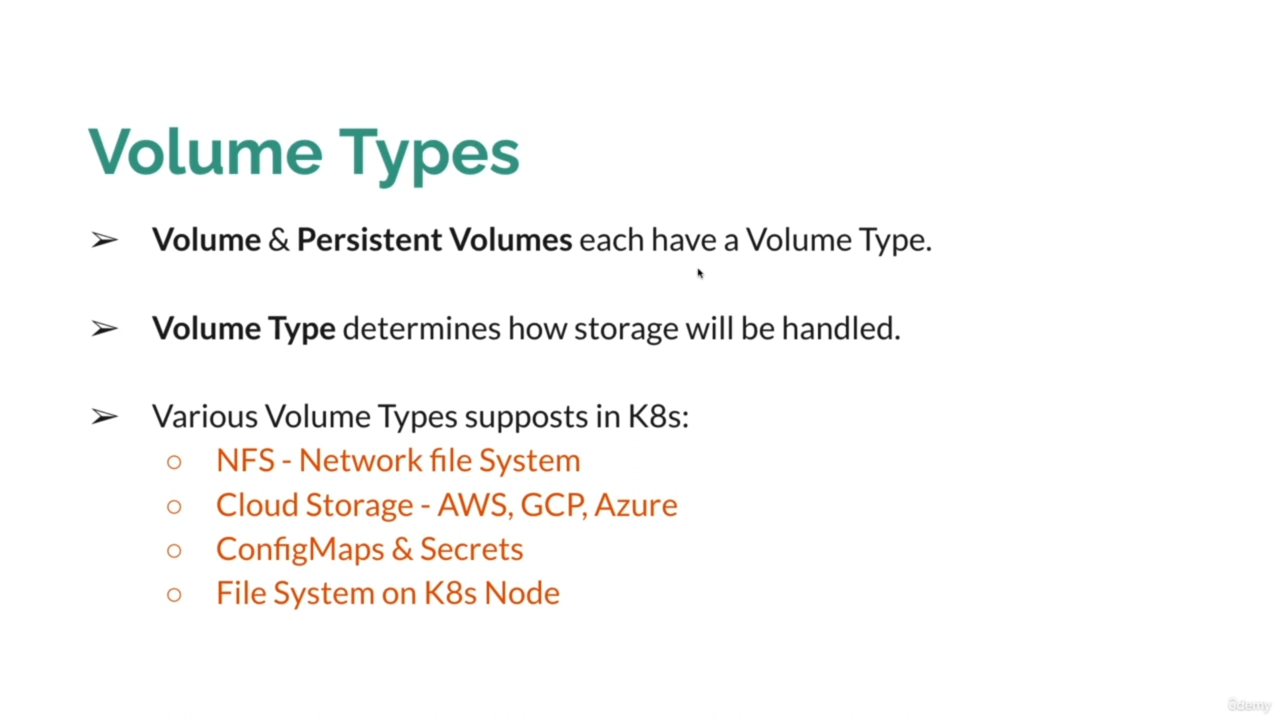 Volume Types
➢ Volume & Persistent Volumes each have a Volume Type.
➢ Volume Type determines how storage will be handled.
➢ Various Volume Types supposts in K8s:
○ NFS - Network file System
○ Cloud Storage - AWS, GCP, Azure
○ ConfigMaps & Secrets
○ File System on K8s Node
ûdemy